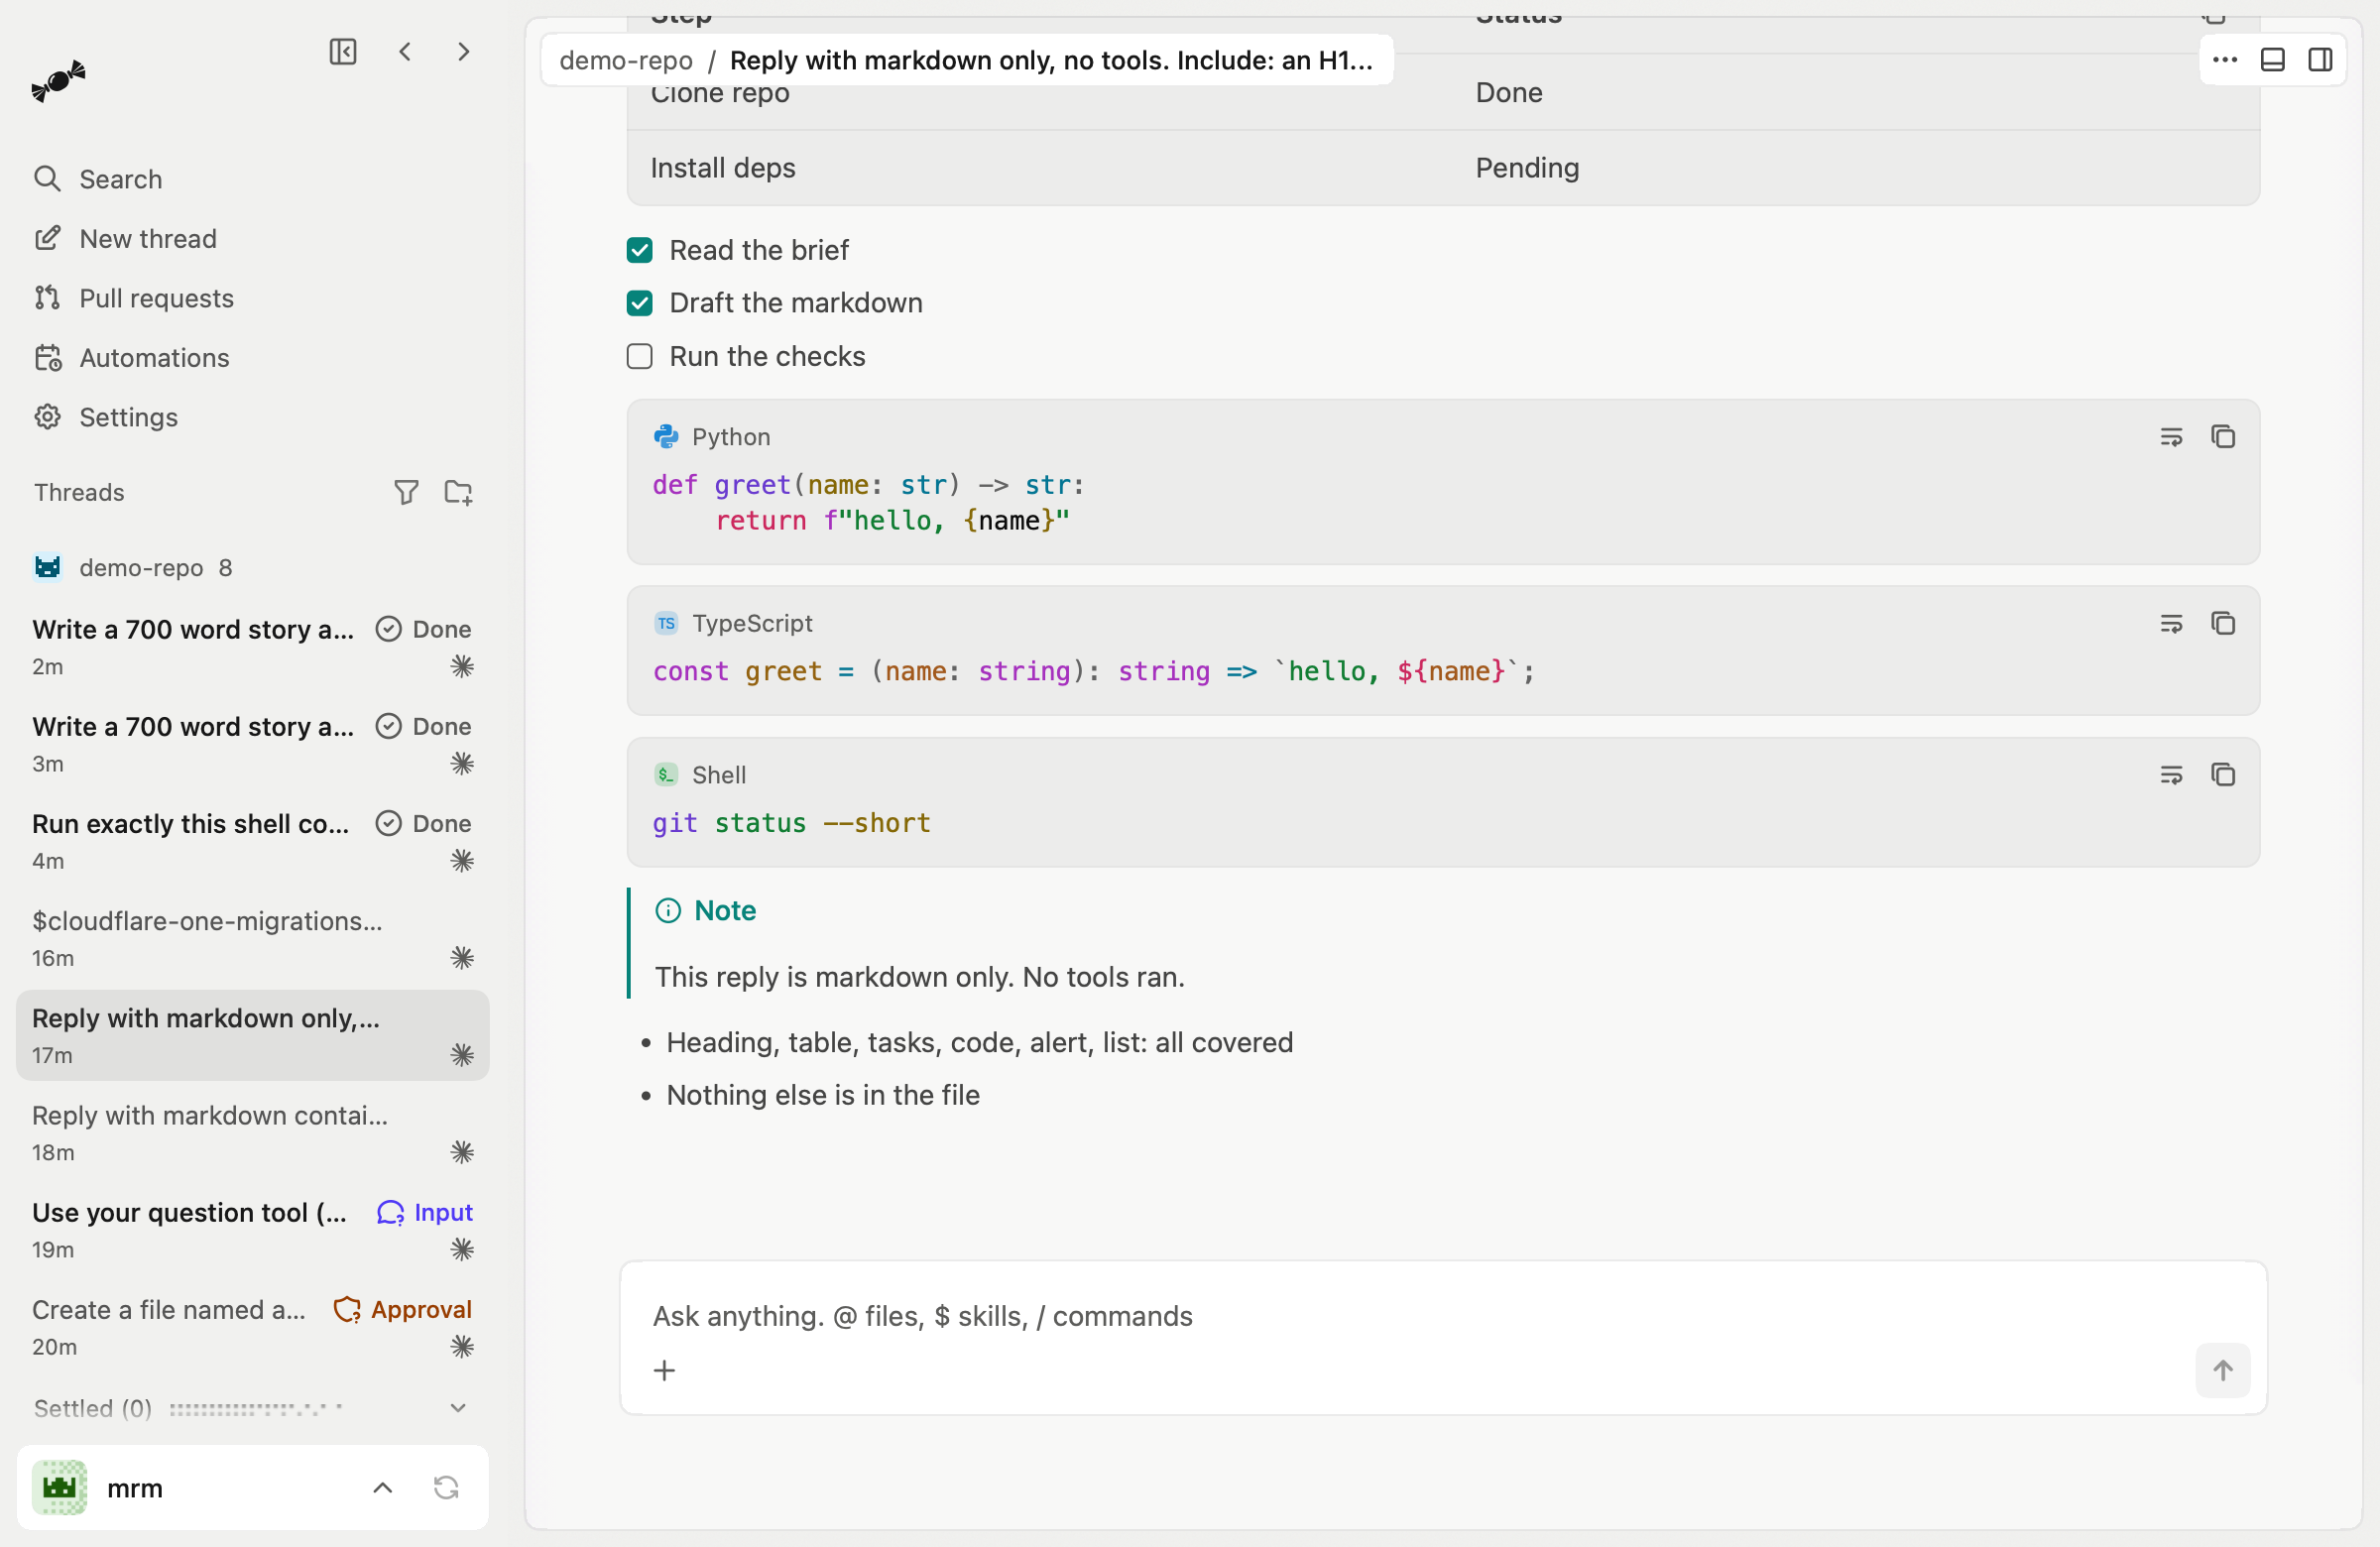 Search
New thread
Pull requests
Automations
Settings
Threads
demo-repo 8
Write a 700 word story a... Done
2m
Write a 700 word story a... Done
3m
Run exactly this shell co... Done
4m
$cloudflare-one-migrations...
16m
Reply with markdown only,...
17m
Reply with markdown contai...
18m
Use your question tool (... Input
19m
Create a file named a... Approval
20m
Settled (0)
mrm
Step Status
demo-repo / Reply with markdown only, no tools. Include: an H1...
Clone repo Done
Install deps Pending
Read the brief
Draft the markdown
Run the checks
Python
def greet(name: str) -> str:
    return f"hello, {name}"
TS TypeScript
const greet = (name: string): string => `hello, ${name}`;
$_ Shell
git status --short
Note
This reply is markdown only. No tools ran.
• Heading, table, tasks, code, alert, list: all covered
• Nothing else is in the file
Ask anything. @ files, $ skills, / commands